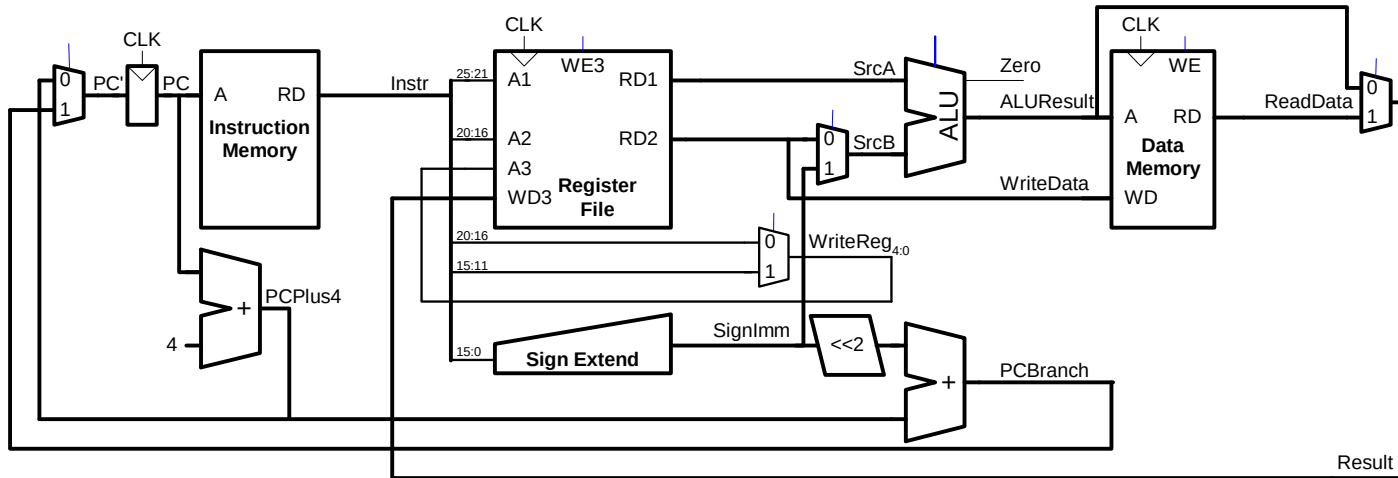 CLK
CLK
CLK
0
1
PC'
PC
A
RD
Instruction
Memory
Instr
25:21
20:16
20:16
15:11
15:0
A1
WE3
RD1
A2
RD2
A3
WD3
Register
File
SrcA
0
1
SrcB
ALU
Zero
ALUResult
WriteData
WE
A
RD
Data
Memory
WD
ReadData
0
1
0
1
WriteReg4:0
4
+
PCPlus4
Sign Extend
SignImm
<<2
+
PCBranch
Result